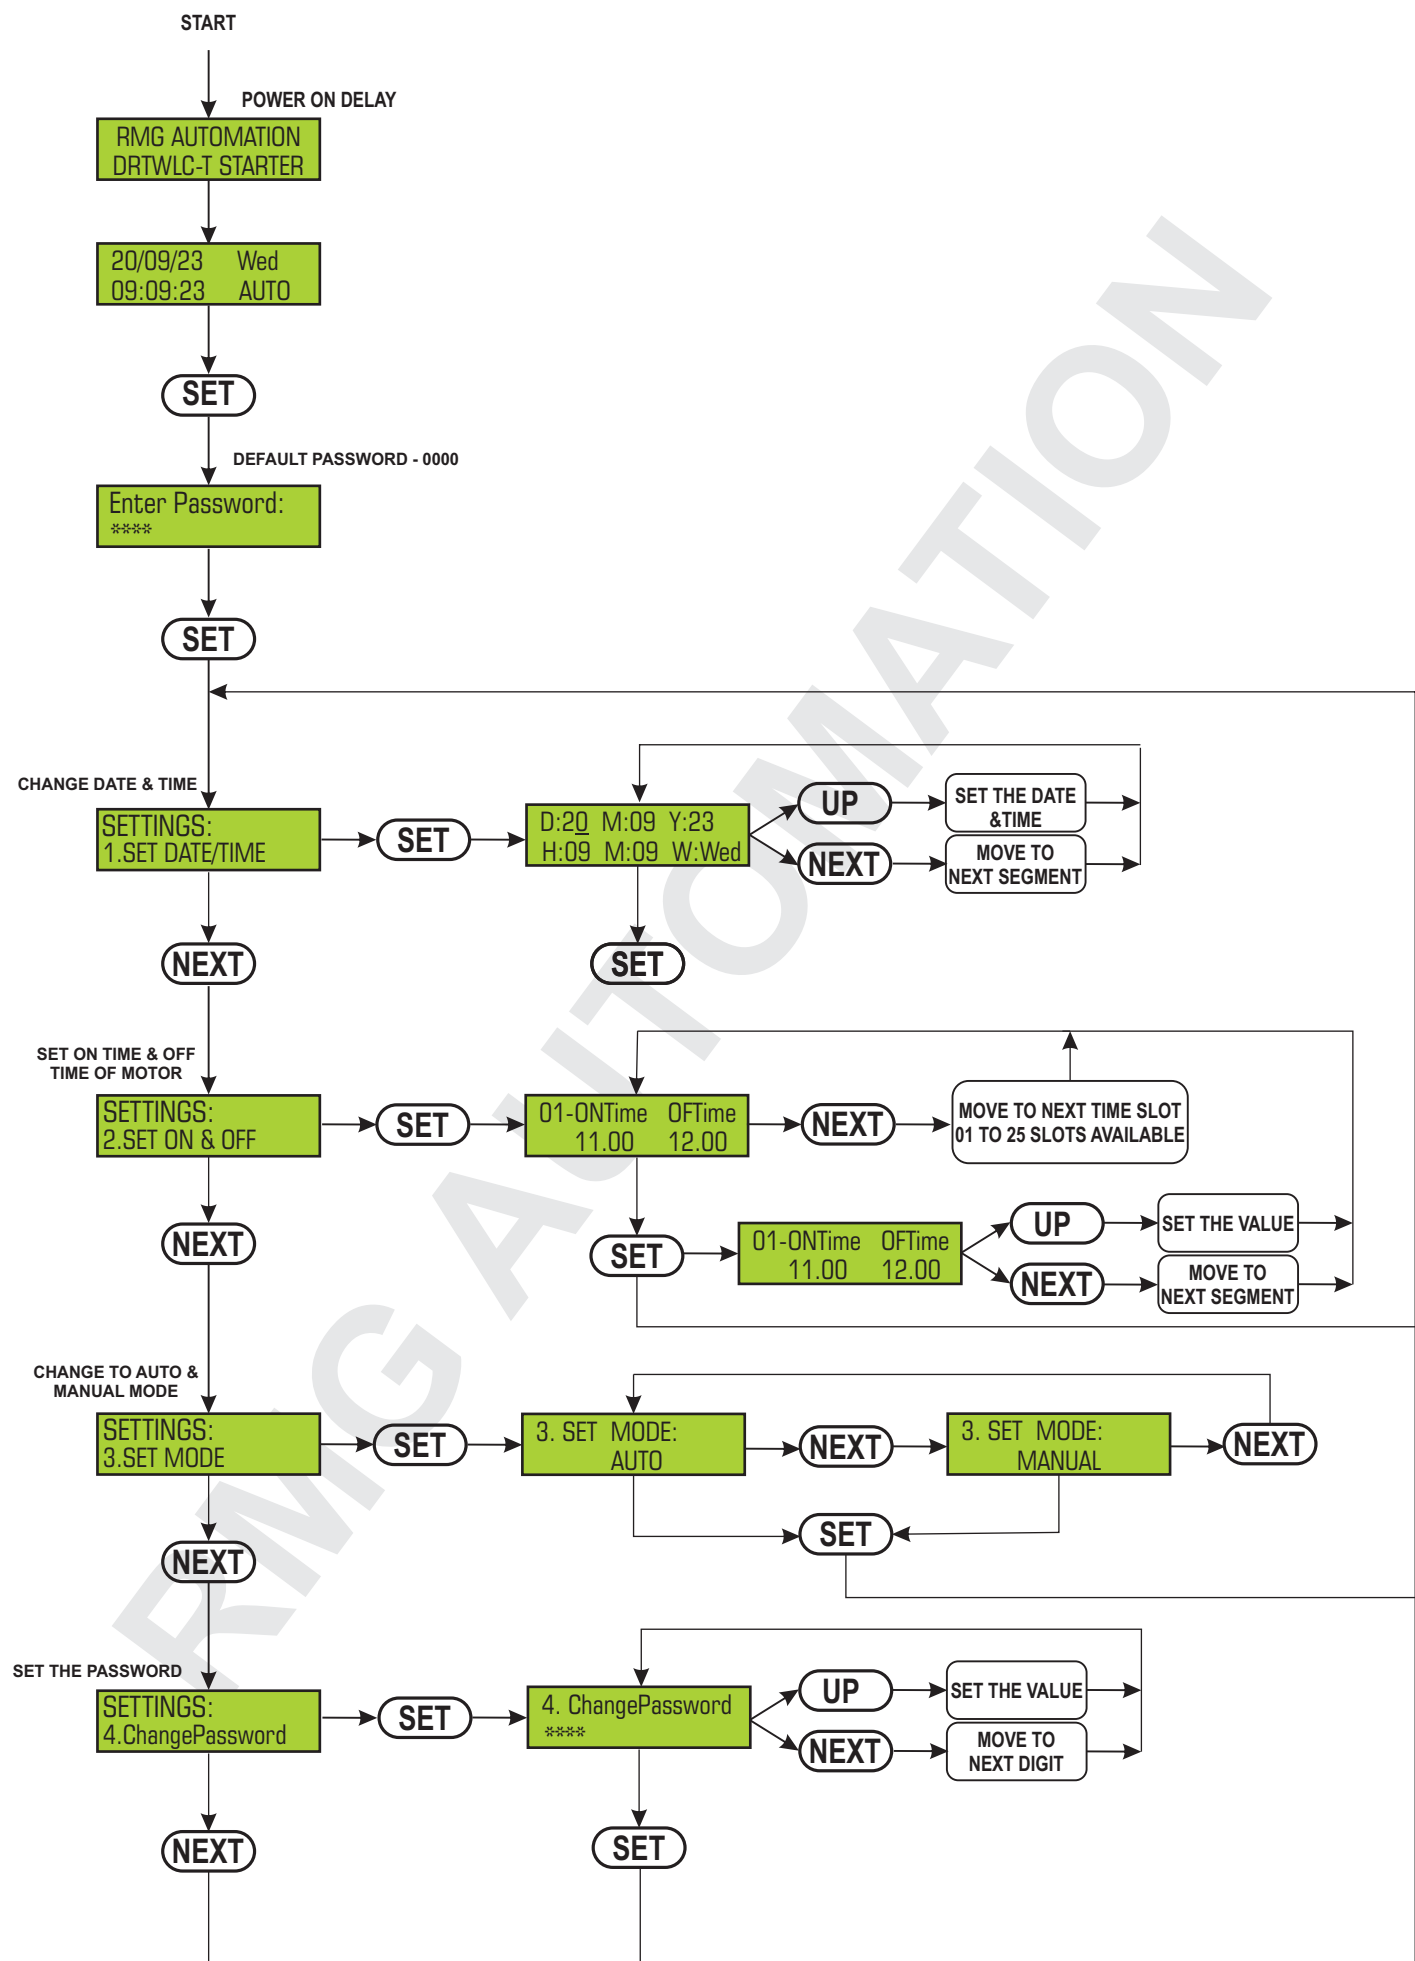 START
POWER ON DELAY
RMG AUTOMATION
DRTWLC-T STARTER
20/09/23 Wed
09:09:23 AUTO
SET
DEFAULT PASSWORD - 0000
Enter Password:
****
SET
CHANGE DATE & TIME
SETTINGS:
1.SET DATE/TIME
SET
D:20 M:09 Y:23
H:09 M:09 W:Wed
UP
SET THE DATE
&TIME
NEXT
MOVE TO
NEXT SEGMENT
NEXT
SET
SET ON TIME & OFF
TIME OF MOTOR
SETTINGS:
2.SET ON & OFF
SET
01-ONTime OFTime
11.00 12.00
NEXT
MOVE TO NEXT TIME SLOT
01 TO 25 SLOTS AVAILABLE
NEXT
SET
01-ONTime OFTime
11.00 12.00
UP
SET THE VALUE
NEXT
MOVE TO
NEXT SEGMENT
CHANGE TO AUTO &
MANUAL MODE
SETTINGS:
3.SET MODE
SET
3. SET MODE:
AUTO
NEXT
3. SET MODE:
MANUAL
NEXT
NEXT
SET
SET THE PASSWORD
SETTINGS:
4.ChangePassword
SET
4. ChangePassword
****
UP
SET THE VALUE
NEXT
MOVE TO
NEXT DIGIT
NEXT
SET
RMG AUTOMATION